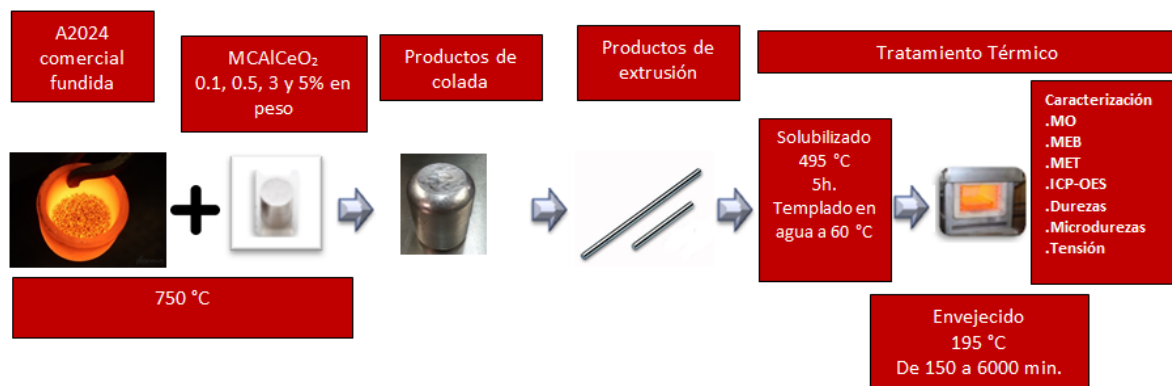 A2024
comercial
fundida
MCAlCeO₂
0.1, 0.5, 3 y 5% en
peso
Productos de
colada
Productos de
extrusión
Tratamiento Térmico
750 °C
Solubilizado
495 °C
5h.
Templado en
agua a 60 °C
Caracterización
.MO
.MEB
.MET
.ICP-OES
.Durezas
.Microdurezas
.Tensión
Envejecido
195 °C
De 150 a 6000 min.